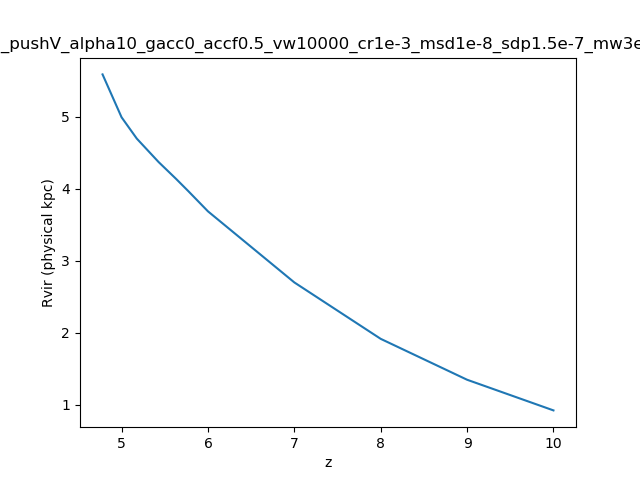 _pushV_alpha10_gacc0_accf0.5_vw10000_cr1e-3_msd1e-8_sdp1.5e-7_mw3e
5
4
3
2
1
Rvir (physical kpc)
5 6 7 8 9 10
z